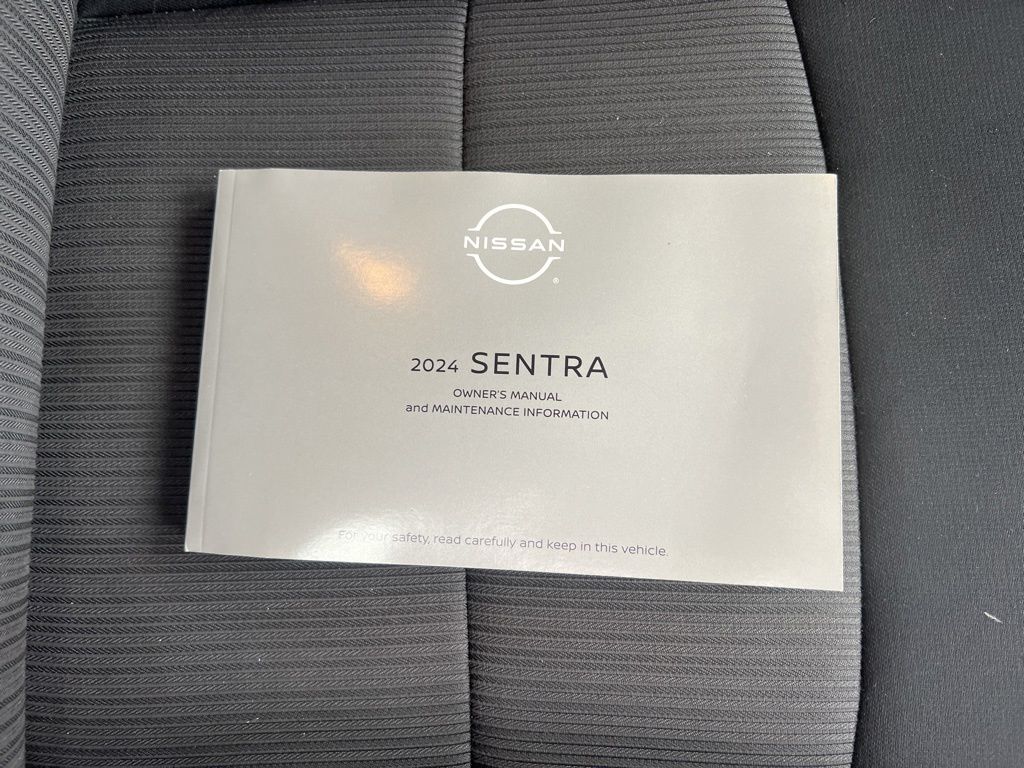 NISSAN
®
2024 SENTRA
OWNER'S MANUAL
and MAINTENANCE INFORMATION
For your safety, read carefully and keep in this vehicle.